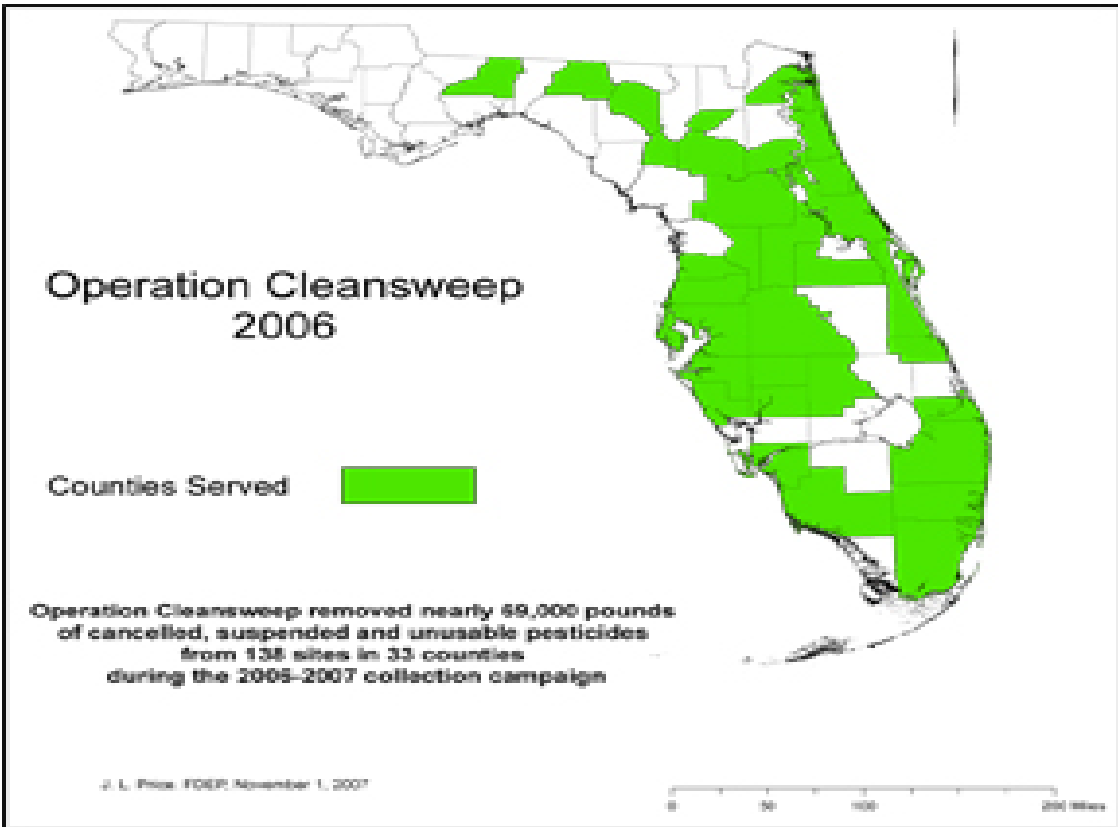 Operation Cleansweep
2006
Counties Served
Operation Cleansweep removed nearly 69,000 pounds
of cancelled, suspended and unusable pesticides
from 138 sites in 33 counties
during the 2005-2007 collection campaign
J. L. Price, FDEP, November 1, 2007
0 50 100 200 Miles